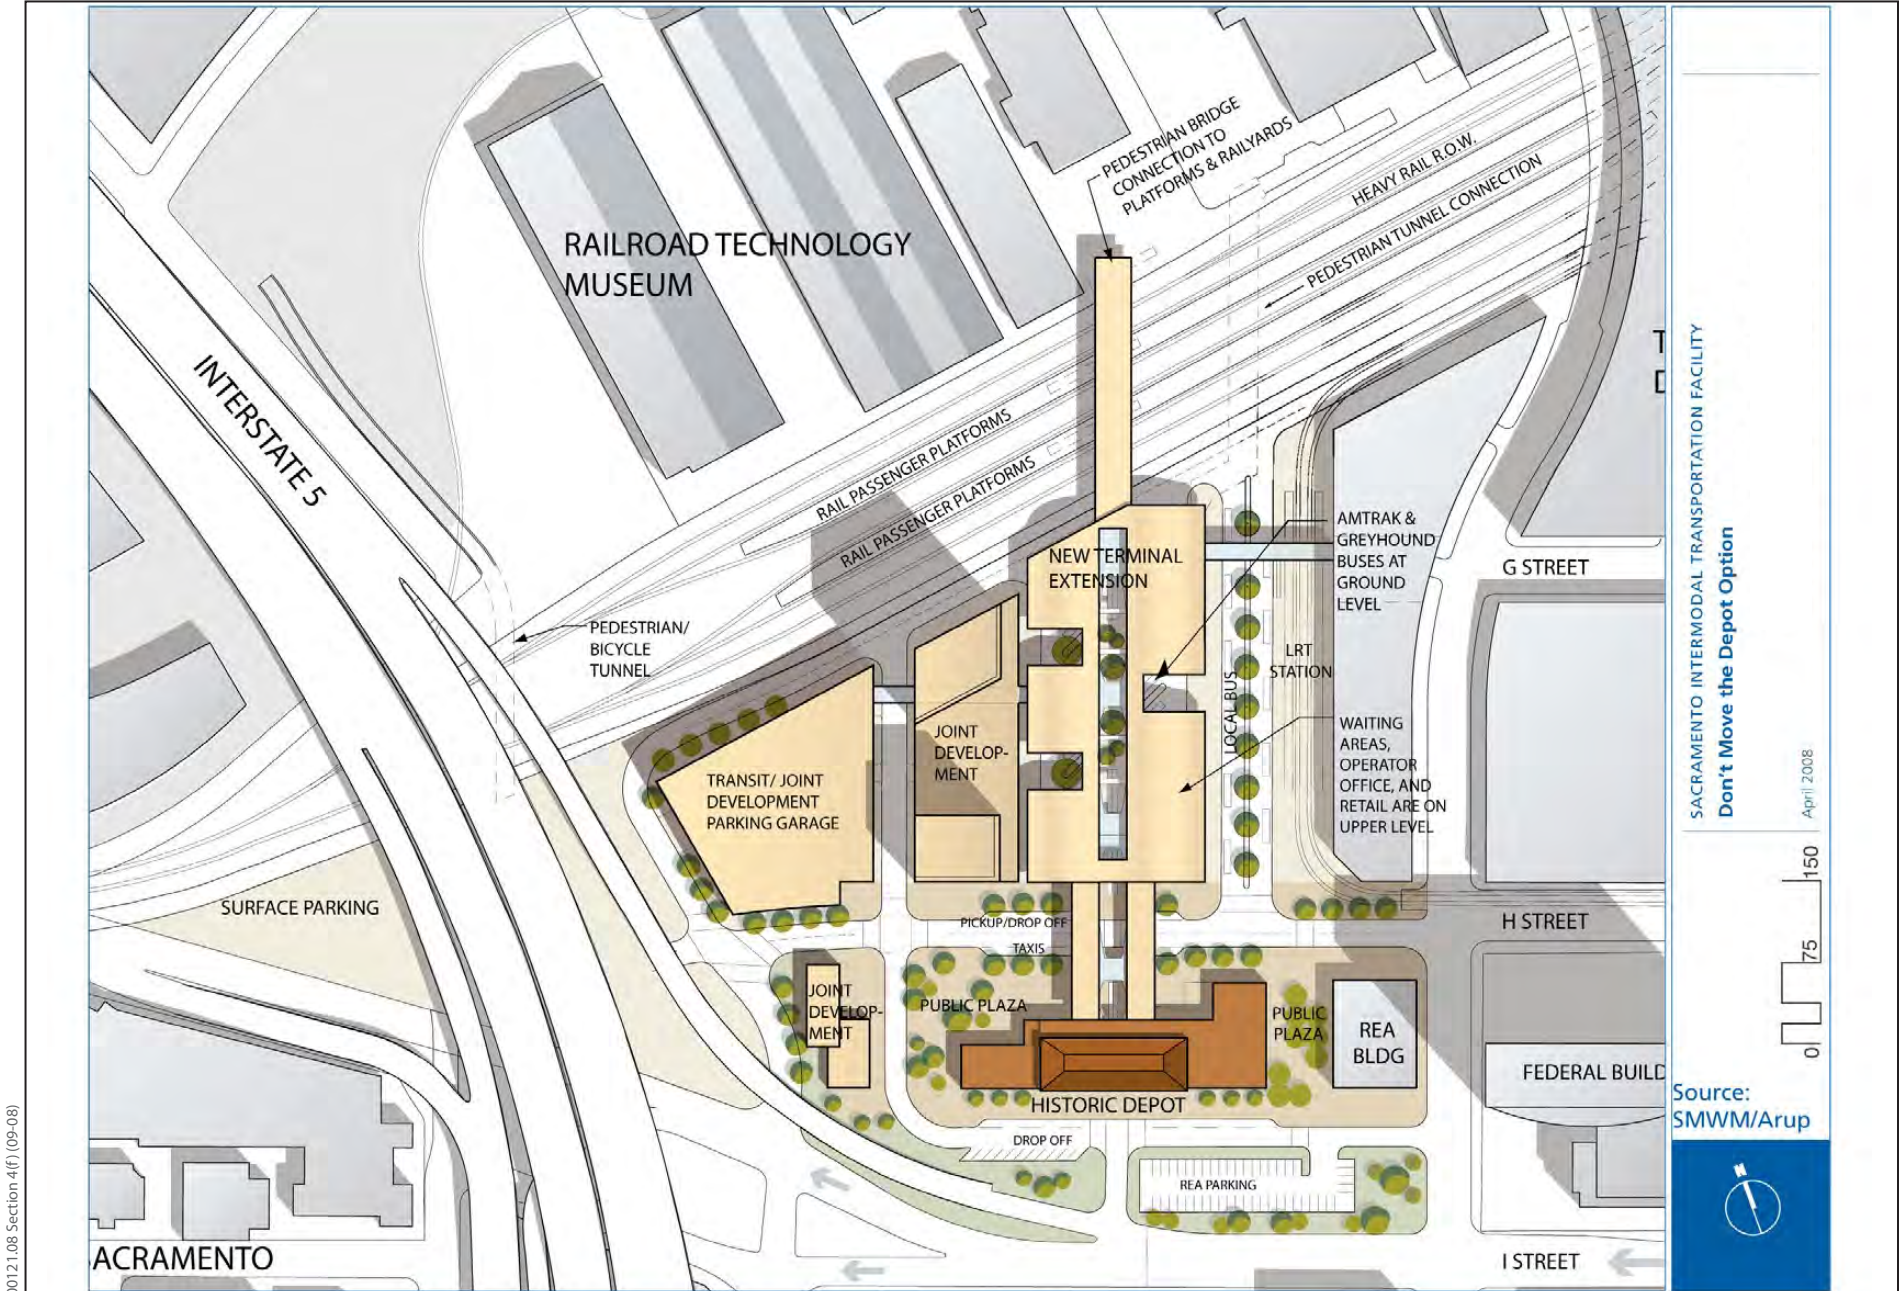 PEDESTRIAN BRIDGE
CONNECTION TO
PLATFORMS & RAILYARDS
HEAVY RAIL R.O.W.
PEDESTRIAN TUNNEL CONNECTION
RAILROAD TECHNOLOGY
MUSEUM
INTERSTATE 5
RAIL PASSENGER PLATFORMS
RAIL PASSENGER PLATFORMS
T
D
AMTRAK &
GREYHOUND
BUSES AT
GROUND
LEVEL
NEW TERMINAL
EXTENSION
G STREET
PEDESTRIAN/
BICYCLE
TUNNEL
LRT
STATION
LOCAL BUS
WAITING
AREAS,
OPERATOR
OFFICE, AND
RETAIL ARE ON
UPPER LEVEL
JOINT
DEVELOP-
MENT
TRANSIT/ JOINT
DEVELOPMENT
PARKING GARAGE
SURFACE PARKING
PICKUP/DROP OFF
TAXIS
H STREET
JOINT
DEVELOP-
MENT
PUBLIC PLAZA
PUBLIC
PLAZA
REA
BLDG
FEDERAL BUILD
HISTORIC DEPOT
DROP OFF
REA PARKING
ACRAMENTO
I STREET
SACRAMENTO INTERMODAL TRANSPORTATION FACILITY
Don't Move the Depot Option
April 2008
150
75
0
Source:
SMWM/Arup
N
00121.08 Section 4(f) (09-08)